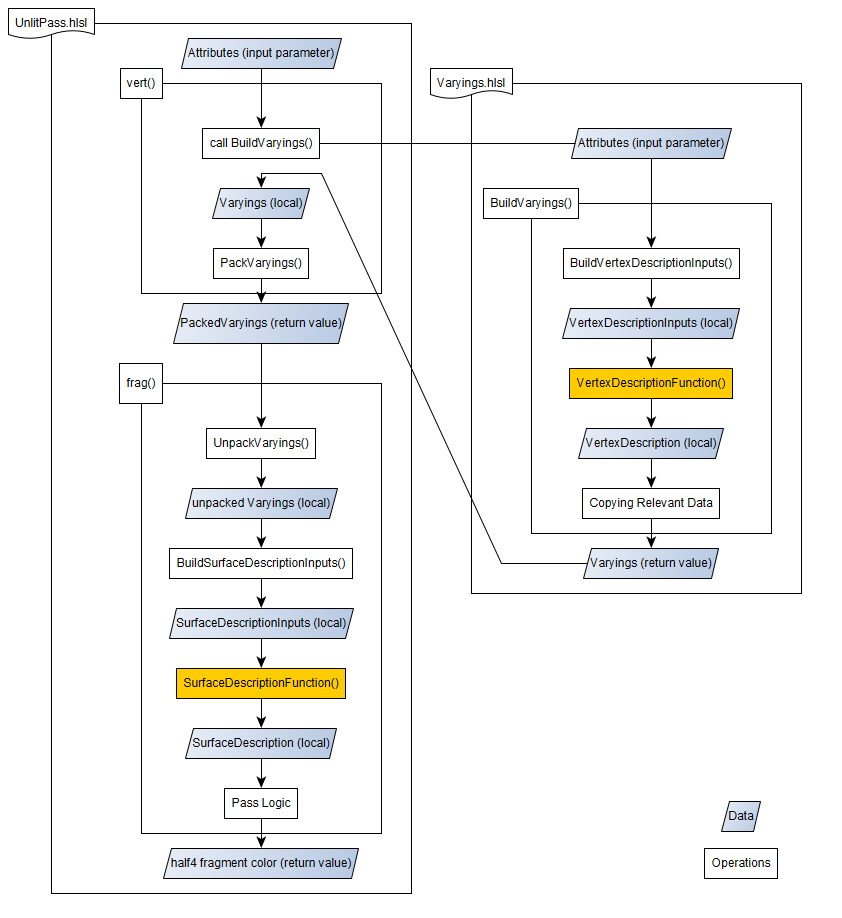 UnlitPass.hlsl
Attributes (input parameter)
vert()
call BuildVaryings()
Varyings (local)
PackVaryings()
PackedVaryings (return value)
frag()
UnpackVaryings()
unpacked Varyings (local)
BuildSurfaceDescriptionInputs()
SurfaceDescriptionInputs (local)
SurfaceDescriptionFunction()
SurfaceDescription (local)
Pass Logic
half4 fragment color (return value)
Varyings.hlsl
Attributes (input parameter)
BuildVaryings()
BuildVertexDescriptionInputs()
VertexDescriptionInputs (local)
VertexDescriptionFunction()
VertexDescription (local)
Copying Relevant Data
Varyings (return value)
Data
Operations